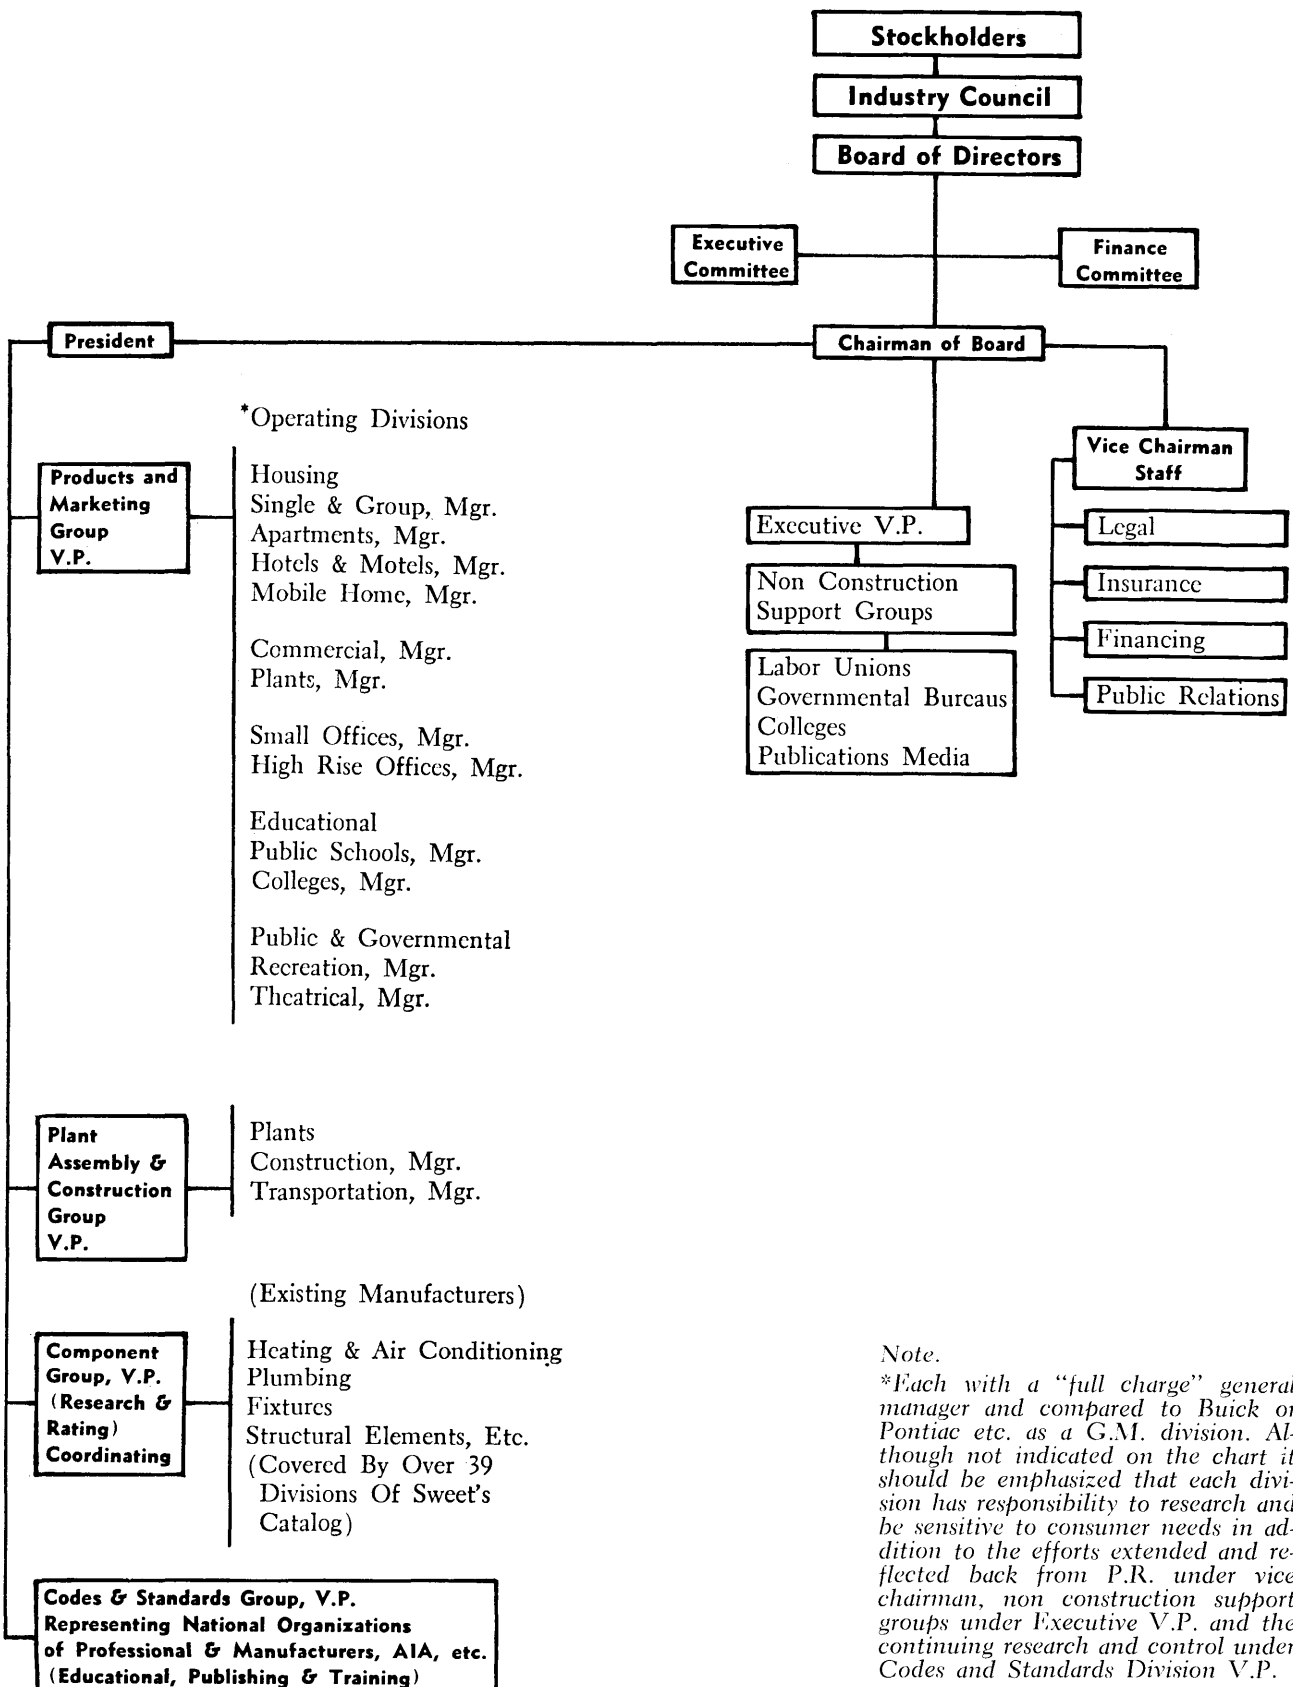 Stockholders
Industry Council
Board of Directors
Executive
Committee
Finance
Committee
President
Chairman of Board
*Operating Divisions
Products and
Marketing
Group
V.P.
Housing
Single & Group, Mgr.
Apartments, Mgr.
Hotels & Motels, Mgr.
Mobile Home, Mgr.
Commercial, Mgr.
Plants, Mgr.
Small Offices, Mgr.
High Rise Offices, Mgr.
Educational
Public Schools, Mgr.
Colleges, Mgr.
Public & Governmental
Recreation, Mgr.
Theatrical, Mgr.
Executive V.P.
Non Construction
Support Groups
Labor Unions
Governmental Bureaus
Colleges
Publications Media
Vice Chairman
Staff
Legal
Insurance
Financing
Public Relations
Plant
Assembly &
Construction
Group
V.P.
Plants
Construction, Mgr.
Transportation, Mgr.
(Existing Manufacturers)
Component
Group, V.P.
(Research &
Rating)
Coordinating
Heating & Air Conditioning
Plumbing
Fixtures
Structural Elements, Etc.
(Covered By Over 39
Divisions Of Sweet's
Catalog)
Codes & Standards Group, V.P.
Representing National Organizations
of Professional & Manufacturers, AIA, etc.
(Educational, Publishing & Training)
Note.
*Each with a "full charge" general
manager and compared to Buick or
Pontiac etc. as a G.M. division. Al-
though not indicated on the chart it
should be emphasized that each divi-
sion has responsibility to research and
be sensitive to consumer needs in ad-
dition to the efforts extended and re-
flected back from P.R. under vice
chairman, non construction support
groups under Executive V.P. and the
continuing research and control under
Codes and Standards Division V.P.